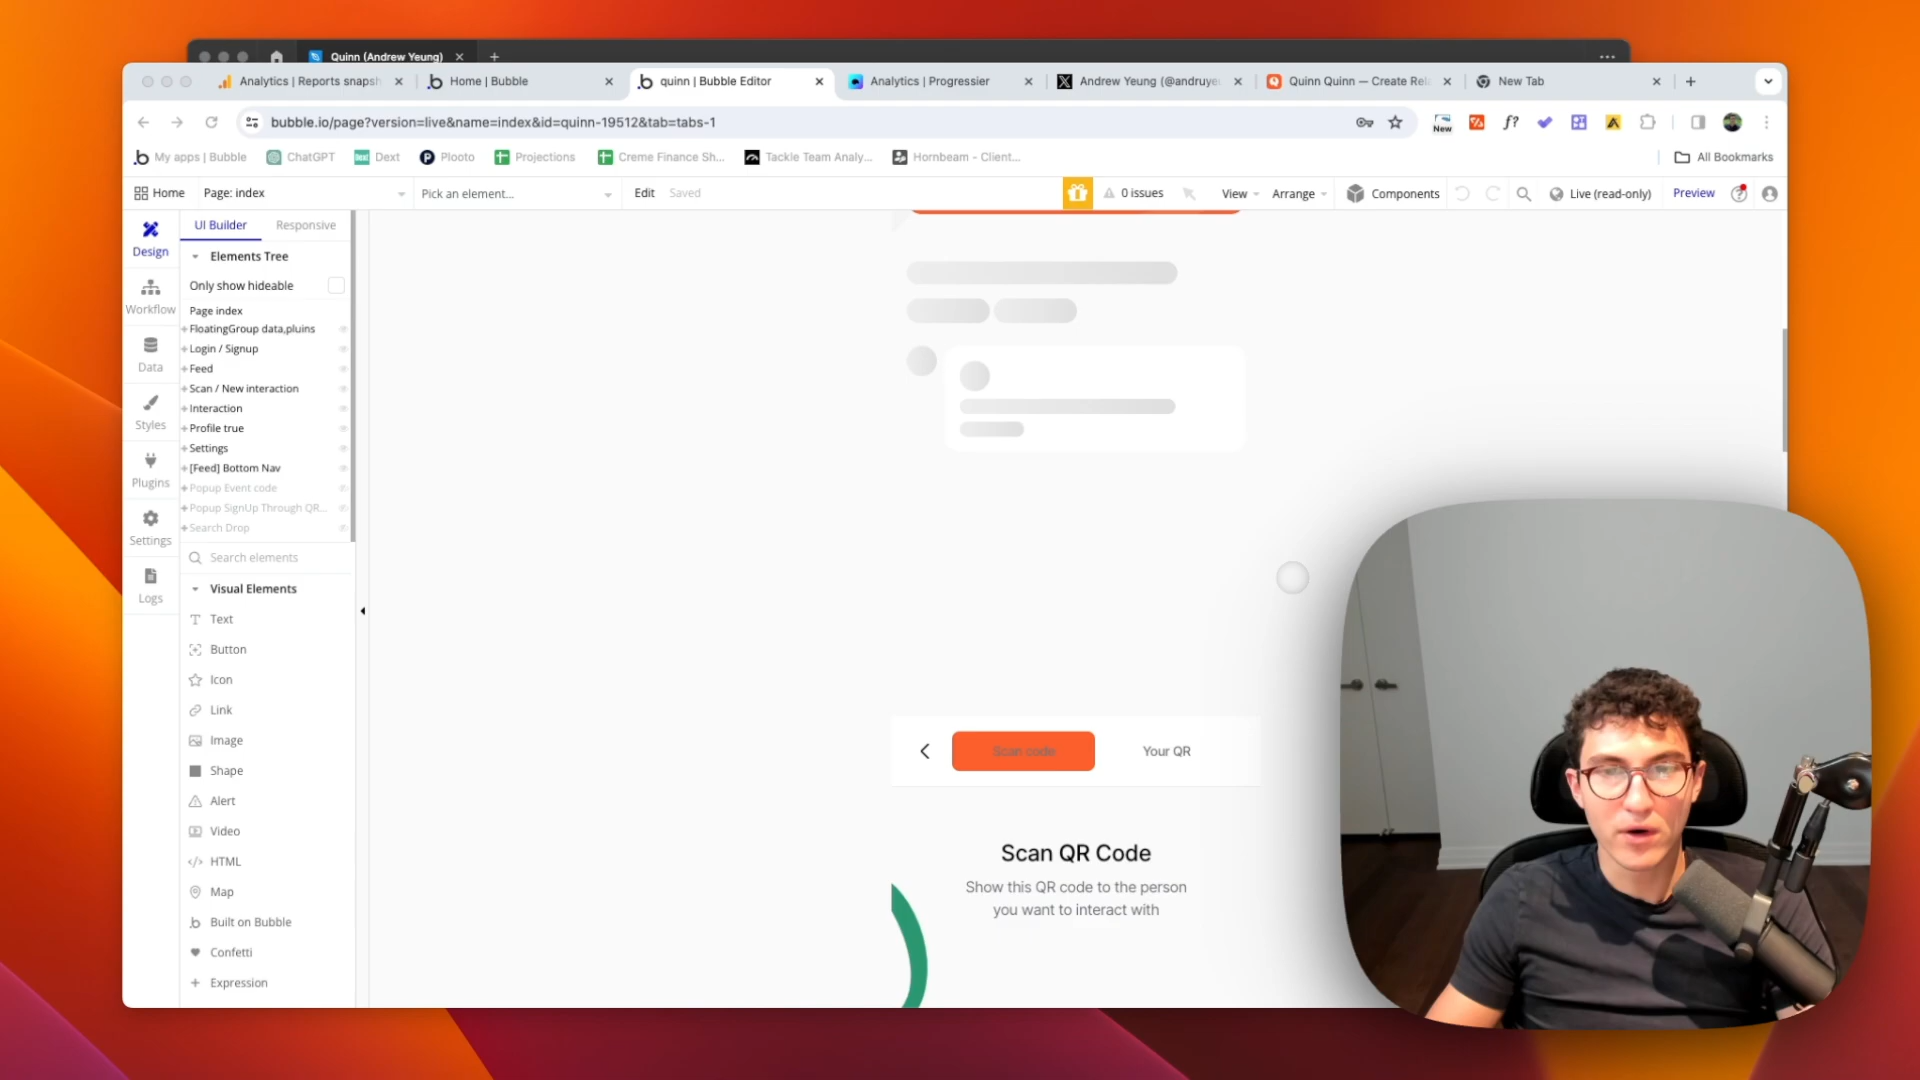 Quinn (Andrew Yeung)
Analytics | Reports snapsh
Home | Bubble
quinn | Bubble Editor
Analytics | Progressier
Andrew Yeung (@andruye
Quinn Quinn — Create Rel
New Tab
bubble.io/page?version=live&name=index&id=quinn-19512&tab=tabs-1
f?
New
My apps | Bubble
ChatGPT
Dext
Plooto
Projections
Creme Finance Sh...
Tackle Team Analy...
Hornbeam - Client...
All Bookmarks
Home
Page: index
Pick an element...
Edit
Saved
0 issues
View
Arrange
Components
Live (read-only)
Preview
Design
Workflow
Data
Styles
Plugins
Settings
Logs
UI Builder
Responsive
Elements Tree
Only show hideable
Page index
FloatingGroup data,pluins
Login / Signup
Feed
Scan / New interaction
Interaction
Profile true
Settings
[Feed] Bottom Nav
Popup Event code
Popup SignUp Through QR...
Search Drop
Search elements
Visual Elements
Text
Button
Icon
Link
Image
Shape
Alert
Video
HTML
Map
Built on Bubble
Confetti
Expression
Scan code
Your QR
Scan QR Code
Show this QR code to the person
you want to interact with